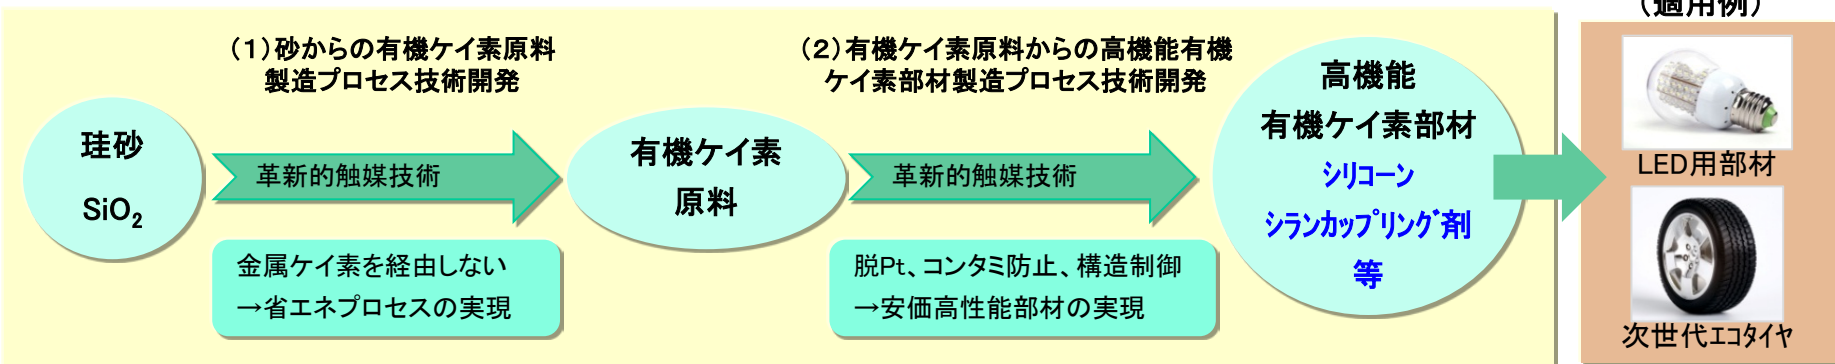 (適用例)
(1)砂からの有機ケイ素原料
製造プロセス技術開発
(2)有機ケイ素原料からの高機能有機
ケイ素部材製造プロセス技術開発
珪砂
SiO₂
革新的触媒技術
金属ケイ素を経由しない
→省エネプロセスの実現
有機ケイ素
原料
革新的触媒技術
脱Pt、コンタミ防止、構造制御
→安価高性能部材の実現
高機能
有機ケイ素部材
シリコーン
シランカップリング剤
等
LED用部材
次世代エコタイヤ